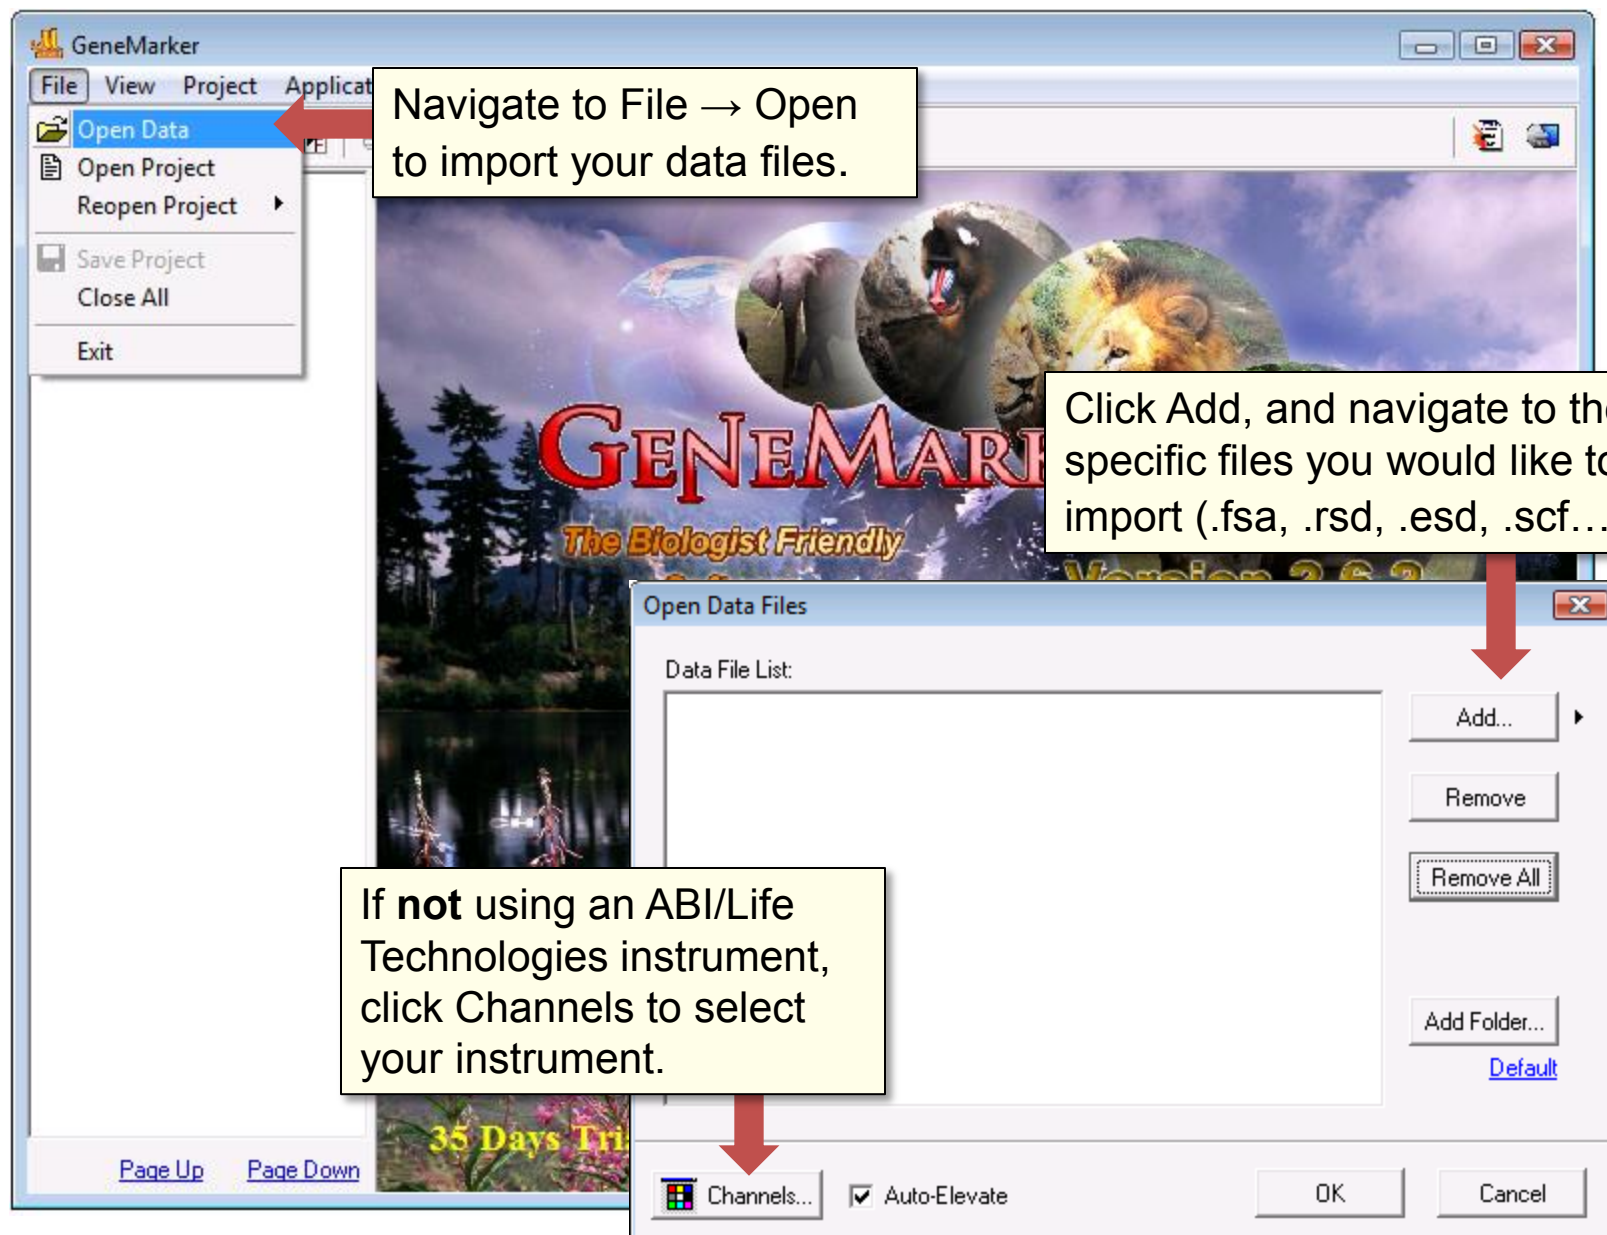 GeneMarker
File View Project Applicat
Navigate to File → Open
to import your data files.
Open Data
Open Project
Reopen Project
Save Project
Close All
Exit
GENEMARK
The Biologist Friendly
Version 2.6.3
Click Add, and navigate to the
specific files you would like to
import (.fsa, .rsd, .esd, .scf…
Open Data Files
Data File List:
Add...
Remove
Remove All
If not using an ABI/Life
Technologies instrument,
click Channels to select
your instrument.
Add Folder...
Default
35 Days Tri
Page Up Page Down
Channels... Auto-Elevate OK Cancel